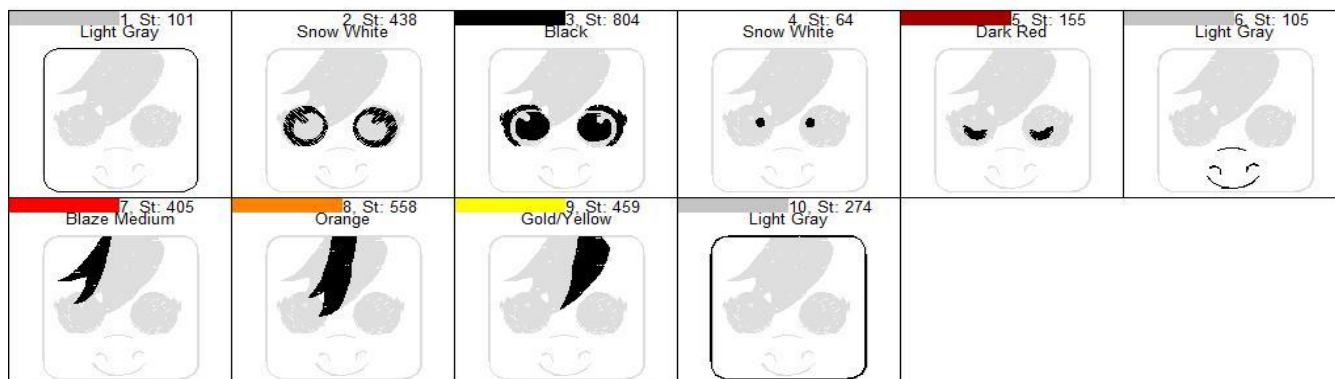 1, St: 101
Light Gray
2, St: 438
Snow White
3, St: 804
Black
4, St: 64
Snow White
5, St: 155
Dark Red
6, St: 105
Light Gray
7, St: 405
Blaze Medium
8, St: 558
Orange
9, St: 459
Gold/Yellow
10, St: 274
Light Gray